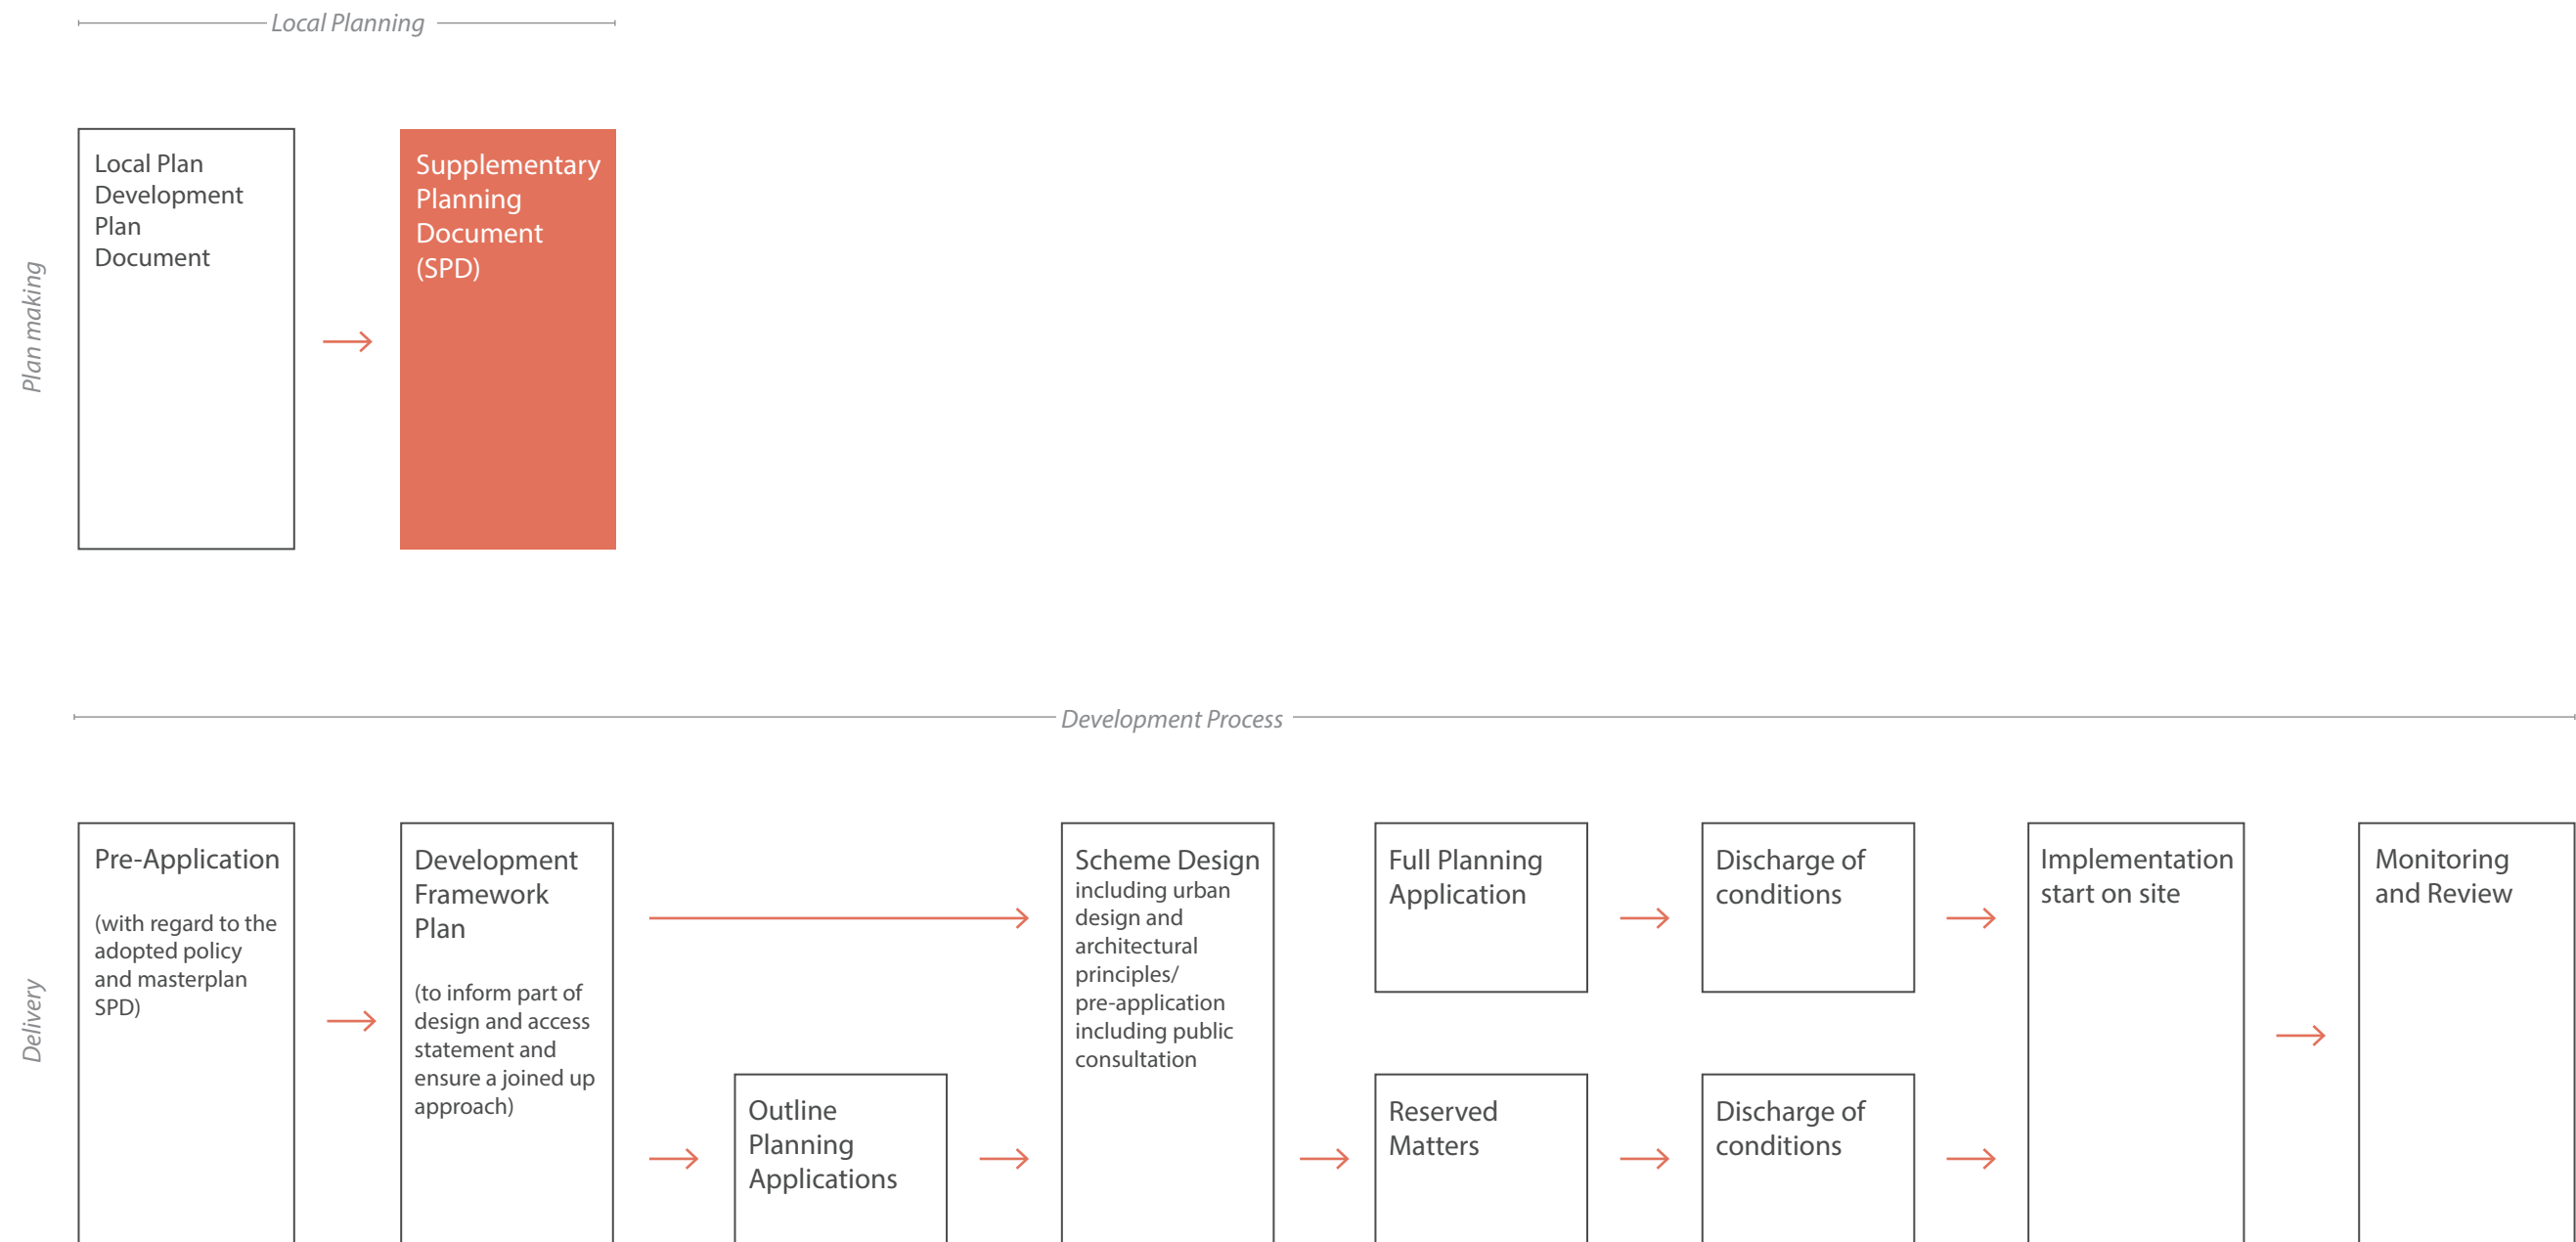 Local Planning
Plan making
Local Plan
Development
Plan
Document
Supplementary
Planning
Document
(SPD)
Development Process
Delivery
Pre-Application
(with regard to the
adopted policy
and masterplan
SPD)
Development
Framework
Plan
(to inform part of
design and access
statement and
ensure a joined up
approach)
Outline
Planning
Applications
Scheme Design
including urban
design and
architectural
principles/
pre-application
including public
consultation
Full Planning
Application
Discharge of
conditions
Reserved
Matters
Discharge of
conditions
Implementation
start on site
Monitoring
and Review